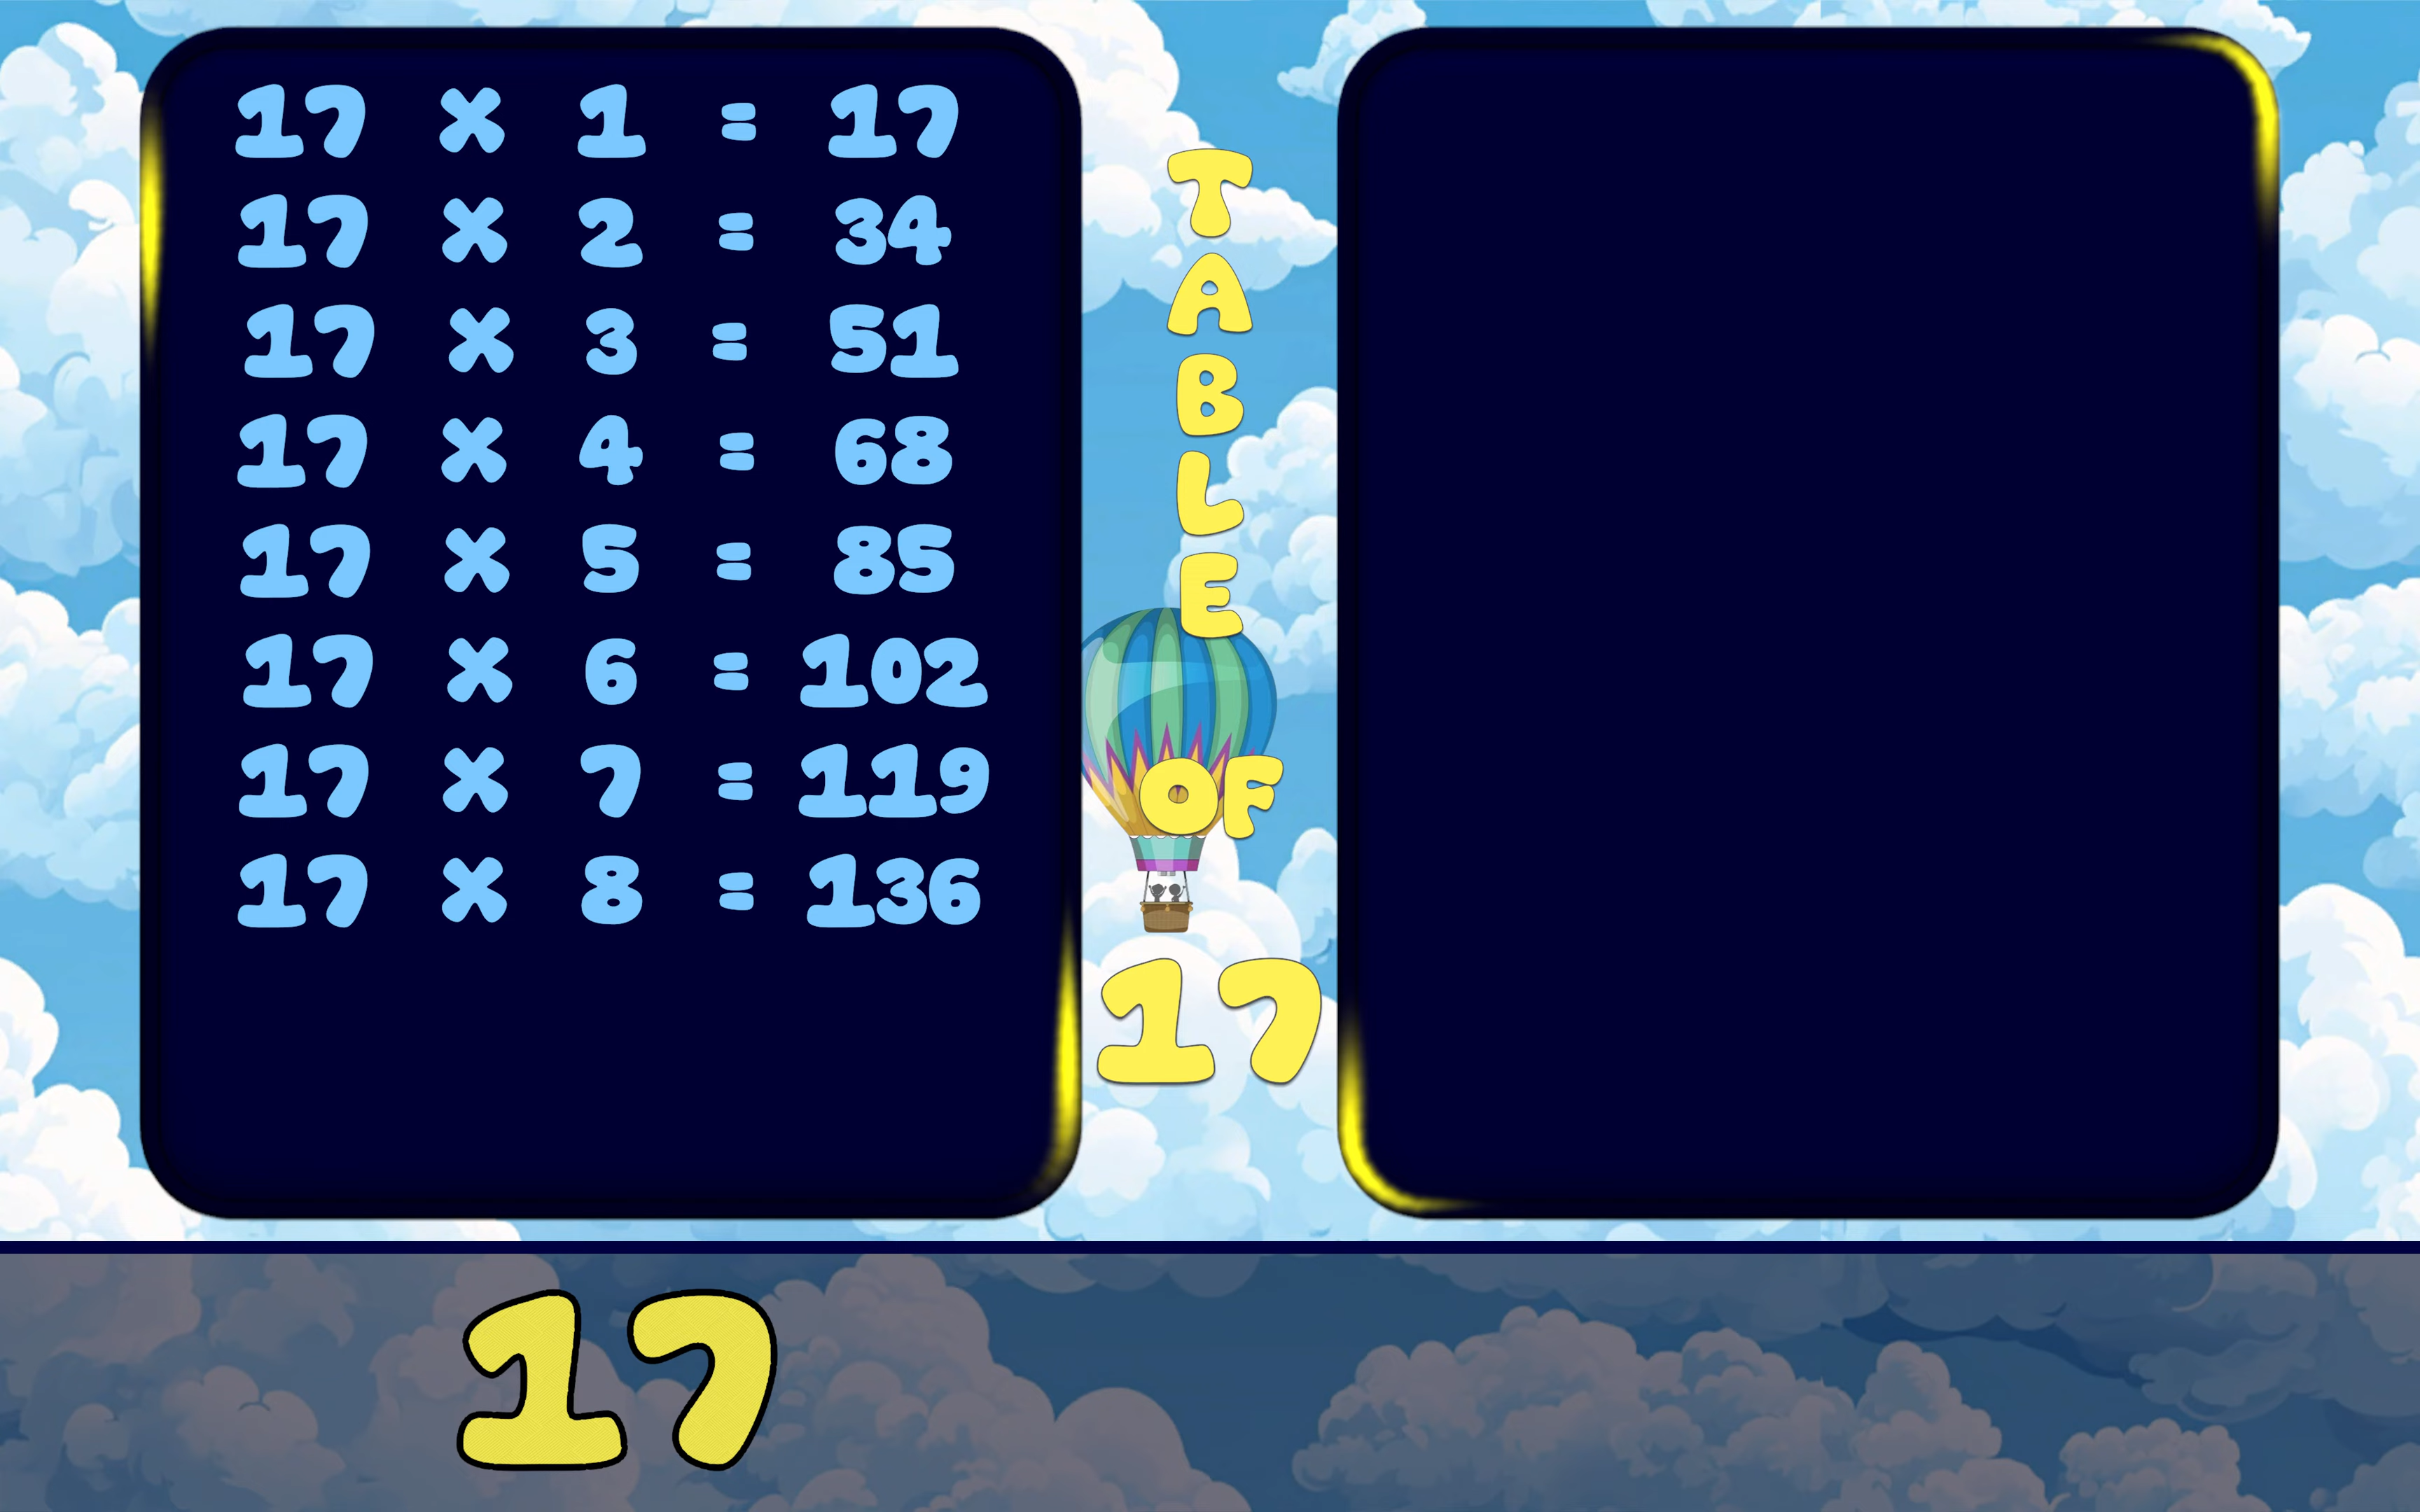 17 × 1 = 17
17 × 2 = 34
17 × 3 = 51
17 × 4 = 68
17 × 5 = 85
17 × 6 = 102
17 × 7 = 119
17 × 8 = 136
TABLE
OF
17
17